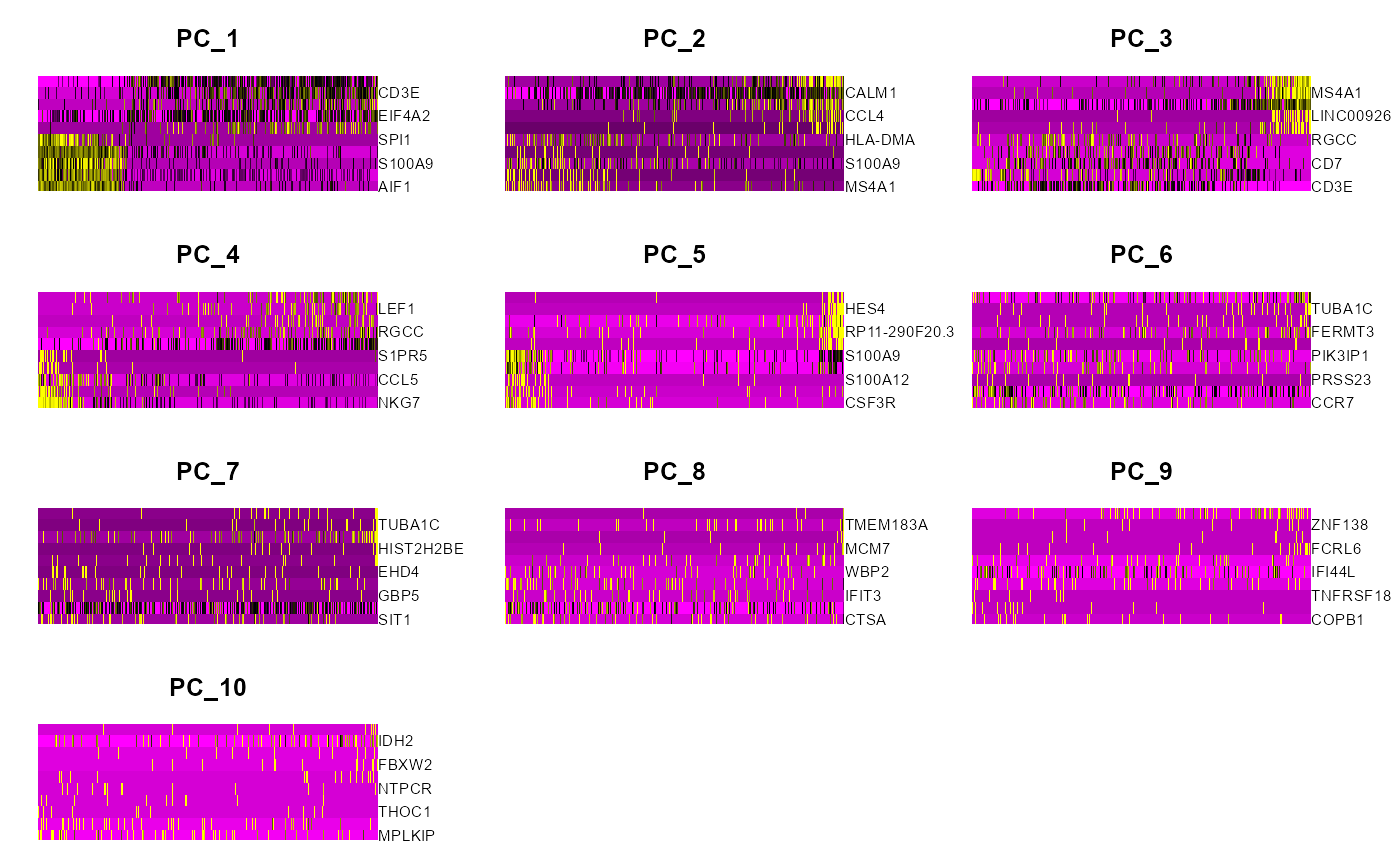 PC_1
CD3E
EIF4A2
SPI1
S100A9
AIF1
PC_2
CALM1
CCL4
HLA-DMA
S100A9
MS4A1
PC_3
MS4A1
LINC00926
RGCC
CD7
CD3E
PC_4
LEF1
RGCC
S1PR5
CCL5
NKG7
PC_5
HES4
RP11-290F20.3
S100A9
S100A12
CSF3R
PC_6
TUBA1C
FERMT3
PIK3IP1
PRSS23
CCR7
PC_7
TUBA1C
HIST2H2BE
EHD4
GBP5
SIT1
PC_8
TMEM183A
MCM7
WBP2
IFIT3
CTSA
PC_9
ZNF138
FCRL6
IFI44L
TNFRSF18
COPB1
PC_10
IDH2
FBXW2
NTPCR
THOC1
MPLKIP